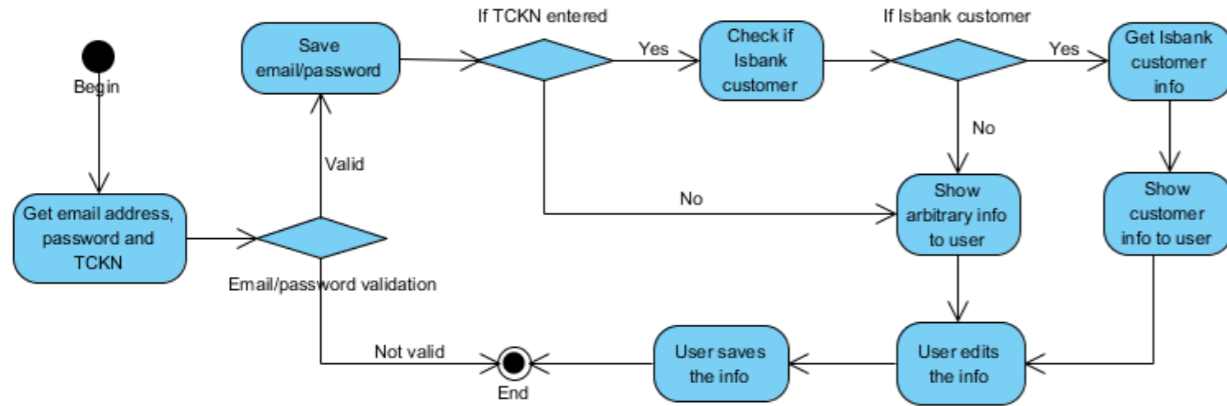 If TCKN entered
If Isbank customer
Save
email/password
Yes
Check if
Isbank
customer
Yes
Get Isbank
customer
info
Begin
No
Valid
Get email address,
password and
TCKN
No
Show
arbitrary info
to user
Show
customer
info to user
Email/password validation
Not valid
End
User saves
the info
User edits
the info